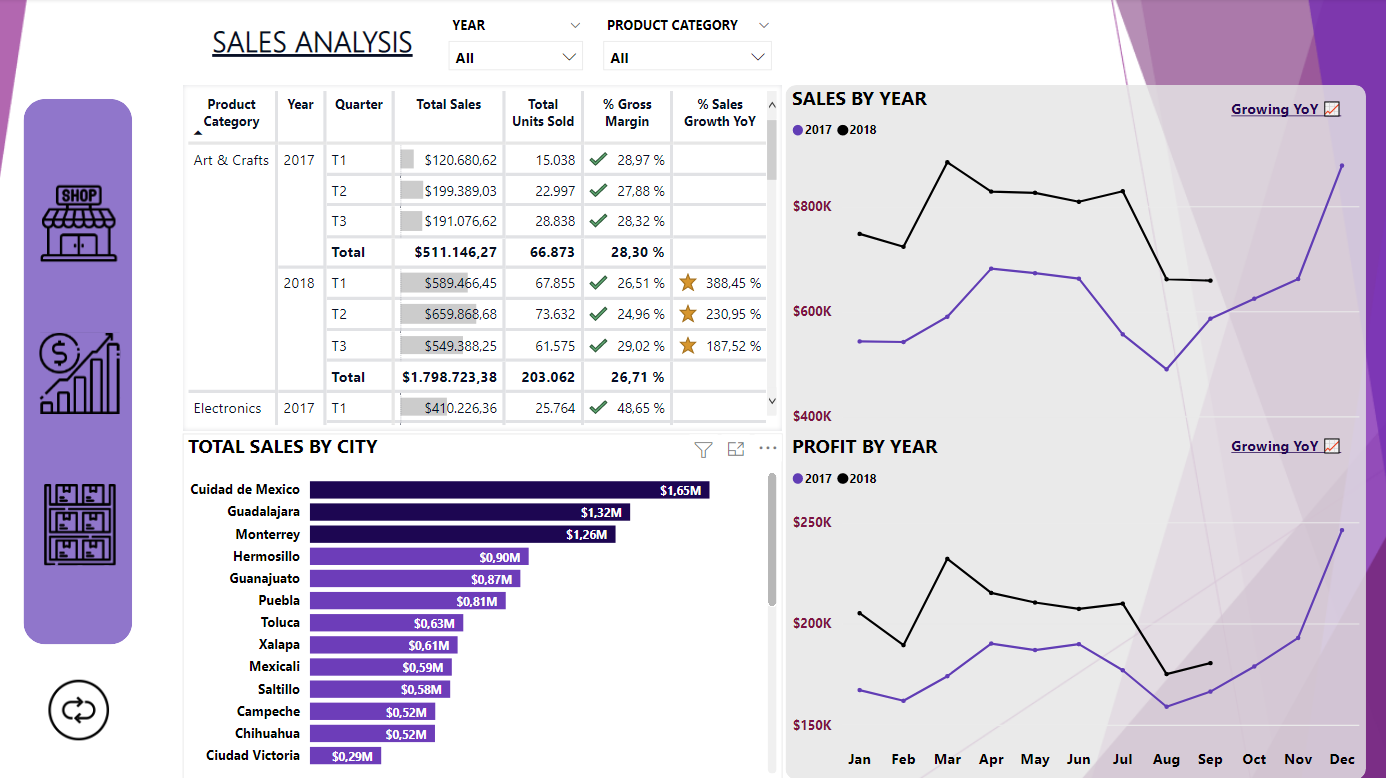 SALES ANALYSIS
YEAR
All
PRODUCT CATEGORY
All
SHOP
$
Product Category Year Quarter Total Sales Total Units Sold % Gross Margin % Sales Growth YoY
Art & Crafts 2017 T1 $120.680,62 15.038 28,97 %
T2 $199.389,03 22.997 27,88 %
T3 $191.076,62 28.838 28,32 %
Total $511.146,27 66.873 28,30 %
2018 T1 $589.466,45 67.855 26,51 % 388,45 %
T2 $659.868,68 73.632 24,96 % 230,95 %
T3 $549.388,25 61.575 29,02 % 187,52 %
Total $1.798.723,38 203.062 26,71 %
Electronics 2017 T1 $410.226,36 25.764 48,65 %
TOTAL SALES BY CITY
Cuidad de Mexico $1,65M
Guadalajara $1,32M
Monterrey $1,26M
Hermosillo $0,90M
Guanajuato $0,87M
Puebla $0,81M
Toluca $0,63M
Xalapa $0,61M
Mexicali $0,59M
Saltillo $0,58M
Campeche $0,52M
Chihuahua $0,52M
Ciudad Victoria $0,29M
SALES BY YEAR
Growing YoY
2017 2018
$800K
$600K
$400K
PROFIT BY YEAR
Growing YoY
2017 2018
$250K
$200K
$150K
Jan Feb Mar Apr May Jun Jul Aug Sep Oct Nov Dec